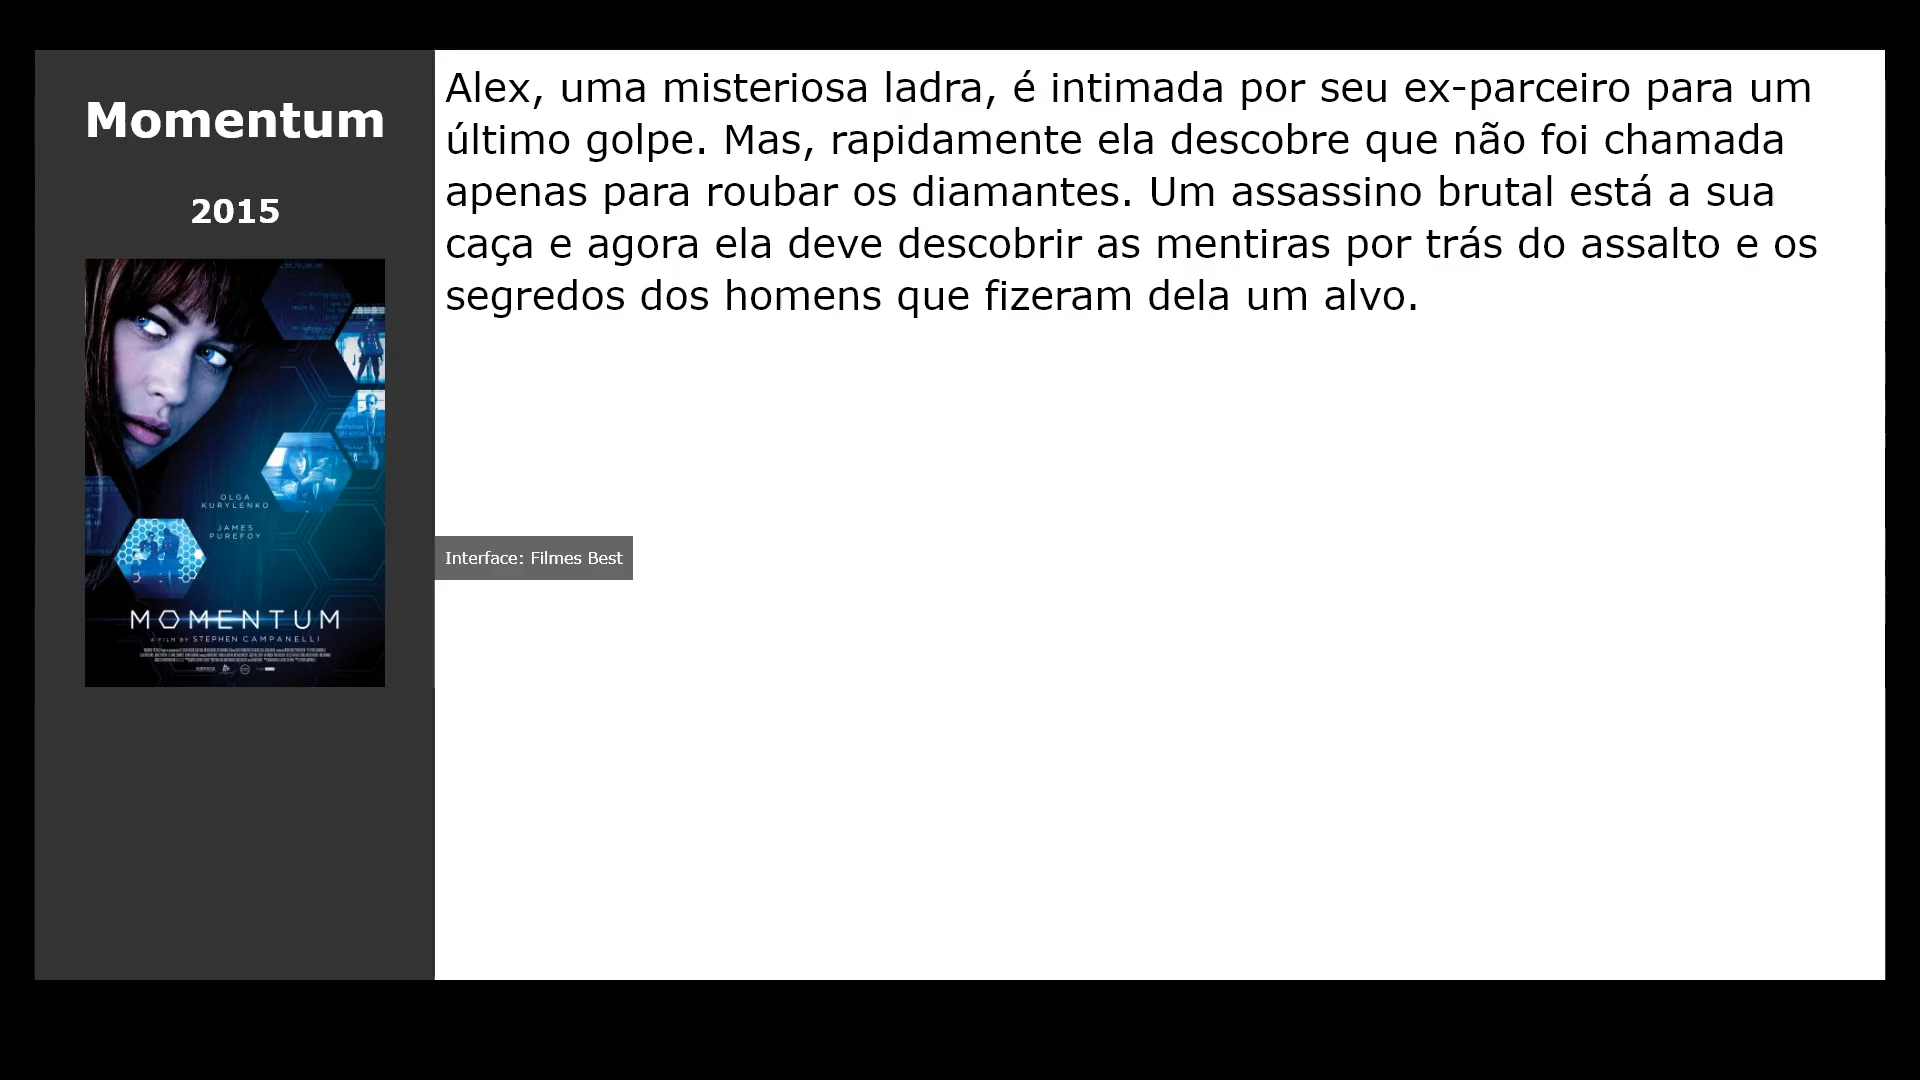 Momentum
2015
OLGA
KURYLENKO
JAMES
PUREFOY
MOMENTUM
A FILM BY STEPHEN CAMPANELLI
Alex, uma misteriosa ladra, é intimada por seu ex-parceiro para um
último golpe. Mas, rapidamente ela descobre que não foi chamada
apenas para roubar os diamantes. Um assassino brutal está a sua
caça e agora ela deve descobrir as mentiras por trás do assalto e os
segredos dos homens que fizeram dela um alvo.
Interface: Filmes Best